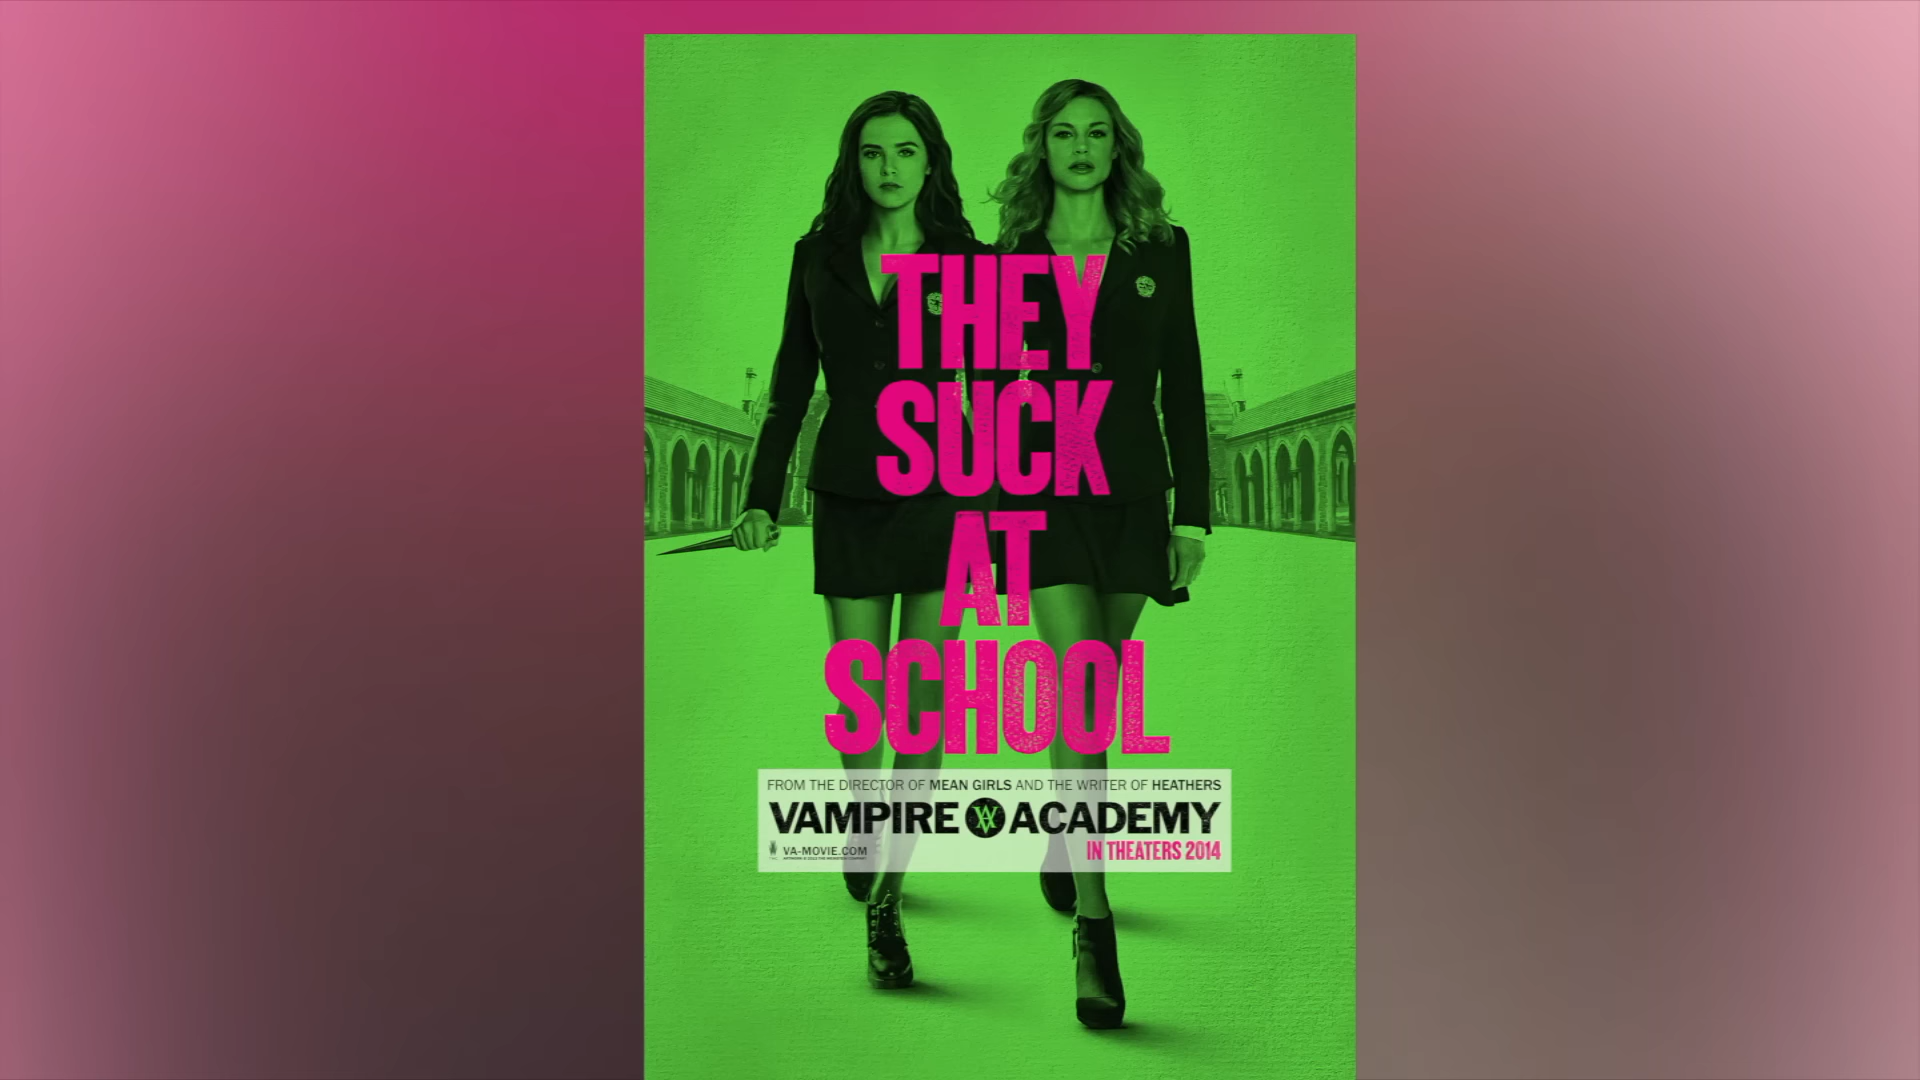 THEY
SUCK
AT
SCHOOL
FROM THE DIRECTOR OF MEAN GIRLS AND THE WRITER OF HEATHERS
VAMPIRE VA ACADEMY
VA-MOVIE.COM
IN THEATERS 2014